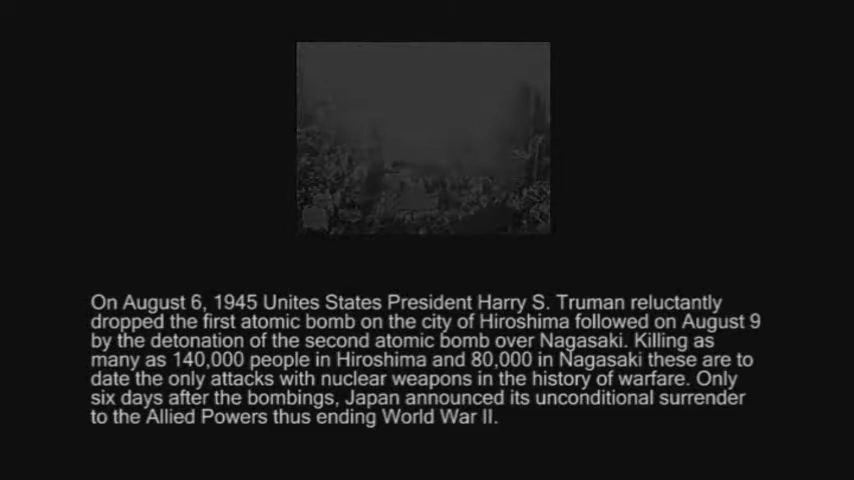 On August 6, 1945 Unites States President Harry S. Truman reluctantly
dropped the first atomic bomb on the city of Hiroshima followed on August 9
by the detonation of the second atomic bomb over Nagasaki. Killing as
many as 140,000 people in Hiroshima and 80,000 in Nagasaki these are to
date the only attacks with nuclear weapons in the history of warfare. Only
six days after the bombings, Japan announced its unconditional surrender
to the Allied Powers thus ending World War II.